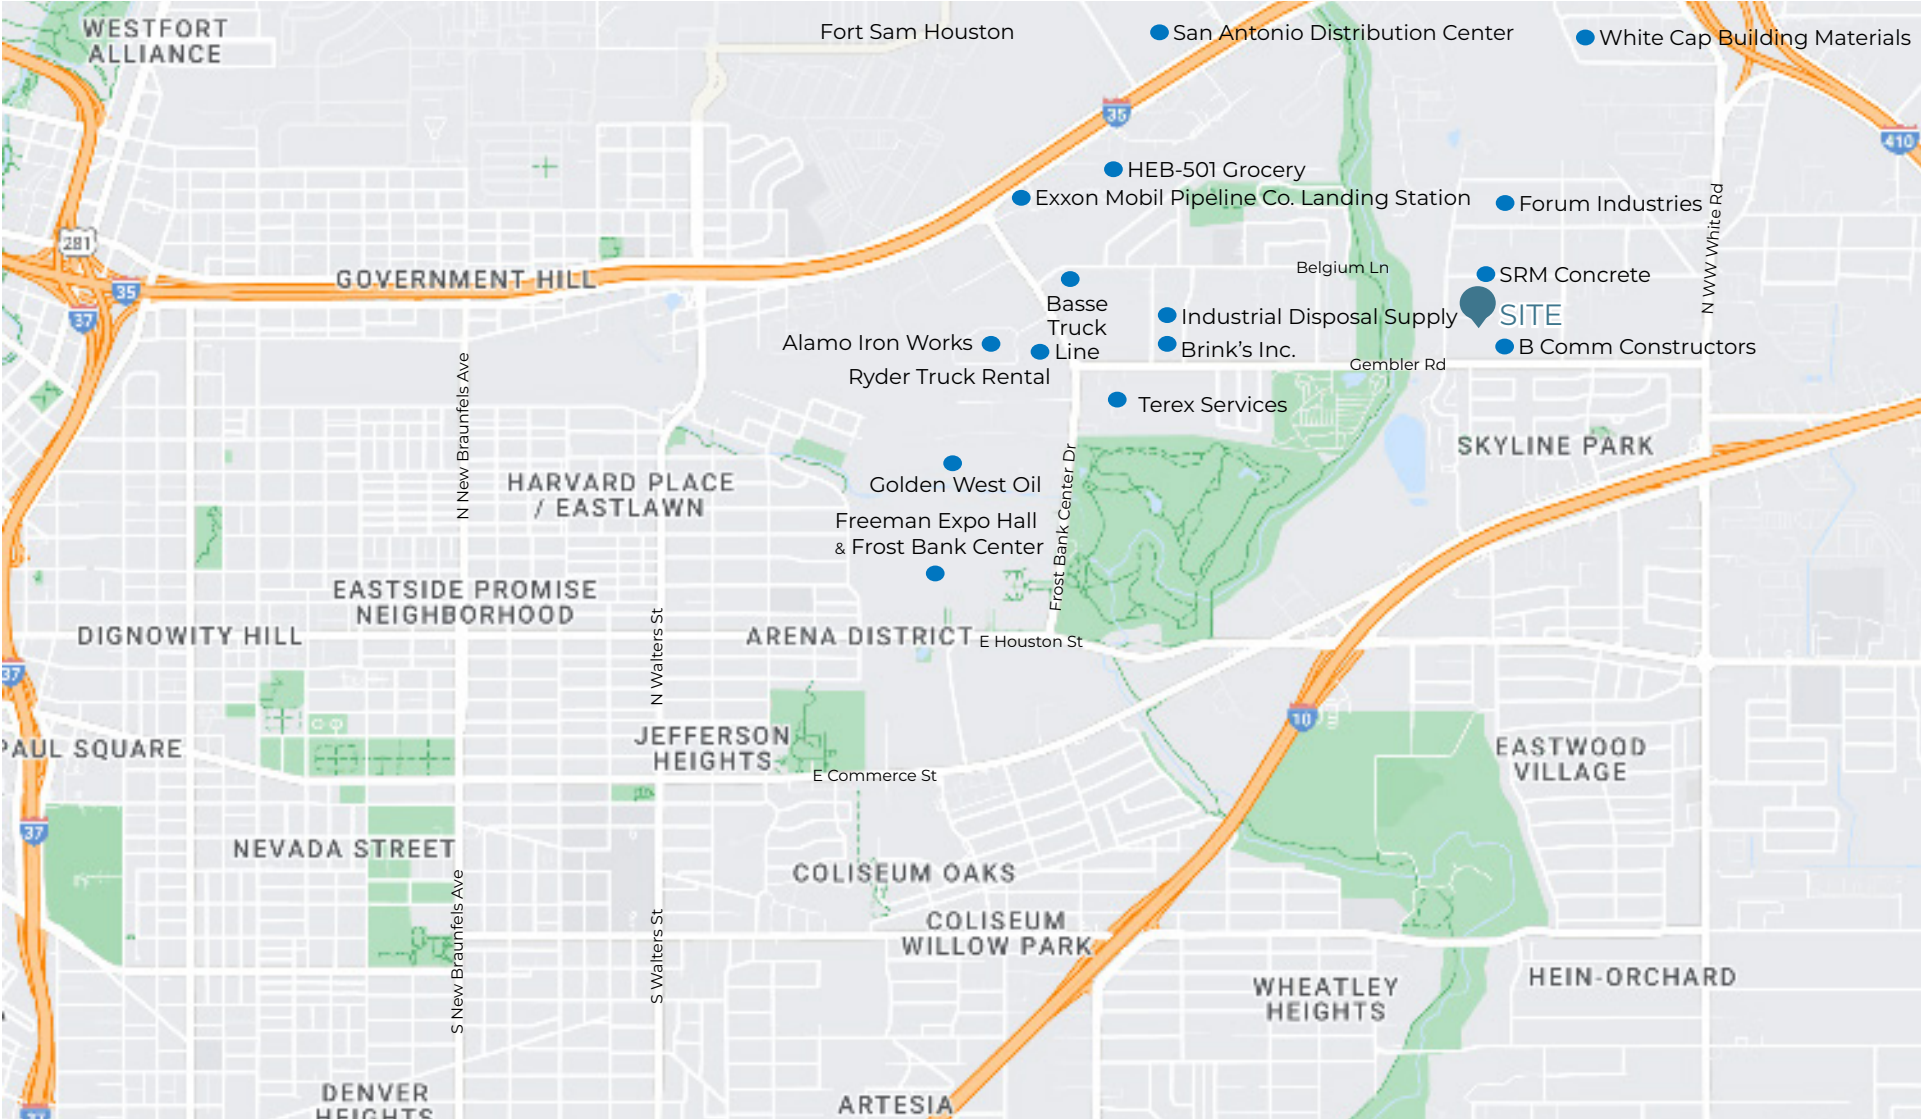 WESTFORT
ALLIANCE
Fort Sam Houston
San Antonio Distribution Center
White Cap Building Materials
35
410
HEB-501 Grocery
Exxon Mobil Pipeline Co. Landing Station
Forum Industries
N WW White Rd
281
GOVERNMENT HILL
35
37
Belgium Ln
SRM Concrete
SITE
Basse
Truck
Line
Industrial Disposal Supply
Alamo Iron Works
Brink's Inc.
B Comm Constructors
Ryder Truck Rental
Gembler Rd
Terex Services
N New Braunfels Ave
SKYLINE PARK
HARVARD PLACE
/ EASTLAWN
Golden West Oil
Frost Bank Center Dr
Freeman Expo Hall
& Frost Bank Center
EASTSIDE PROMISE
NEIGHBORHOOD
DIGNOWITY HILL
N Walters St
ARENA DISTRICT
E Houston St
37
10
PAUL SQUARE
JEFFERSON
HEIGHTS
E Commerce St
EASTWOOD
VILLAGE
37
NEVADA STREET
COLISEUM OAKS
S New Braunfels Ave
S Walters St
COLISEUM
WILLOW PARK
WHEATLEY
HEIGHTS
HEIN-ORCHARD
DENVER
HEIGHTS
ARTESIA
37